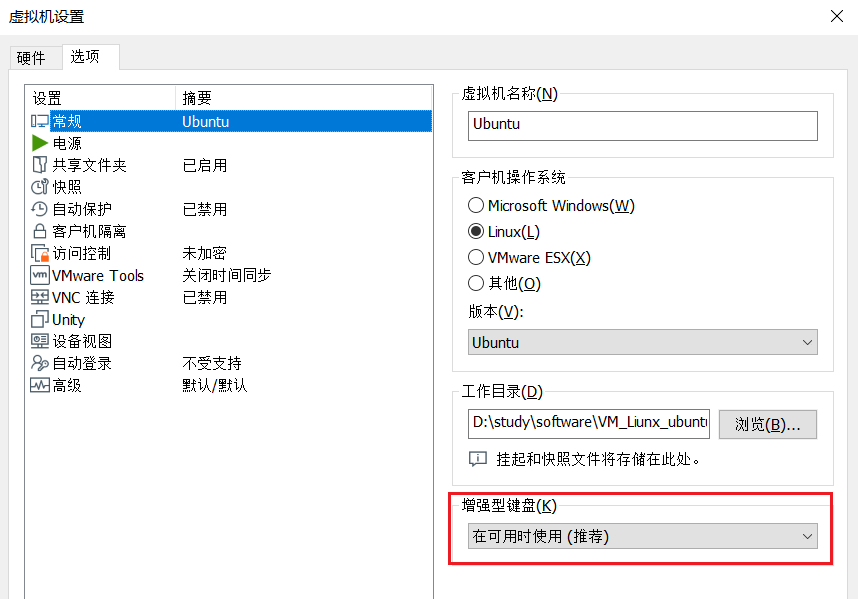 虚拟机设置
硬件 选项
设置 摘要
常规 Ubuntu
电源
共享文件夹 已启用
快照
自动保护 已禁用
客户机隔离
访问控制 未加密
vm VMware Tools 关闭时间同步
VNC 连接 已禁用
Unity
设备视图
自动登录 不受支持
高级 默认/默认
虚拟机名称(N)
Ubuntu
客户机操作系统
Microsoft Windows(W)
Linux(L)
VMware ESX(X)
其他(O)
版本(V):
Ubuntu
工作目录(D)
D:\study\software\VM_Liunx_ubuntu
浏览(B)...
挂起和快照文件将存储在此处。
增强型键盘(K)
在可用时使用 (推荐)